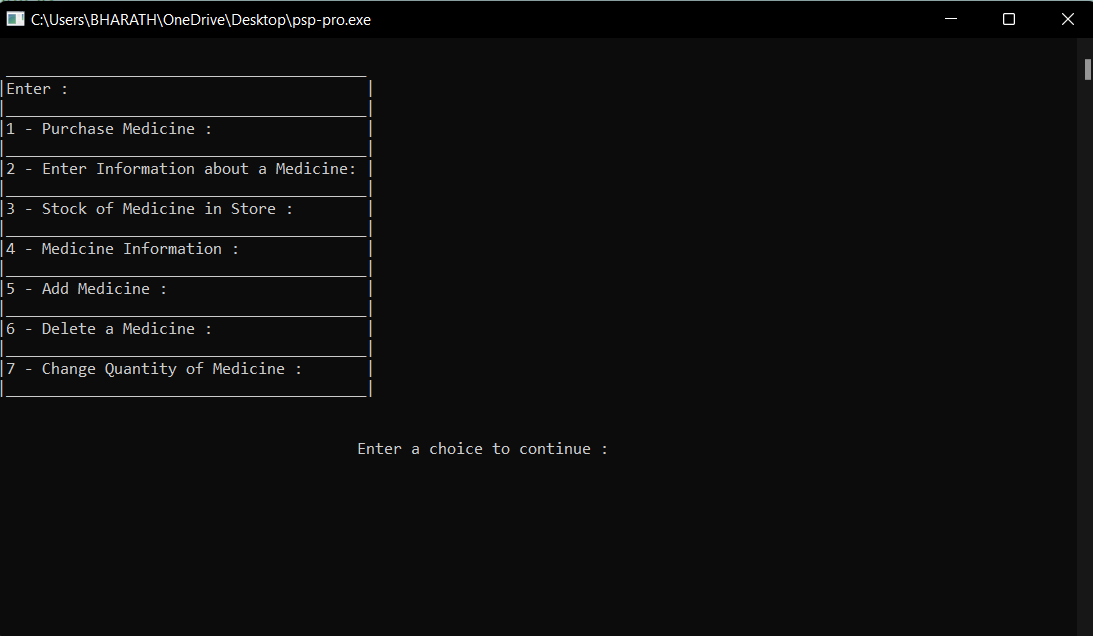 C:\Users\BHARATH\OneDrive\Desktop\psp-pro.exe
Enter :
1 - Purchase Medicine :
2 - Enter Information about a Medicine:
3 - Stock of Medicine in Store :
4 - Medicine Information :
5 - Add Medicine :
6 - Delete a Medicine :
7 - Change Quantity of Medicine :
Enter a choice to continue :